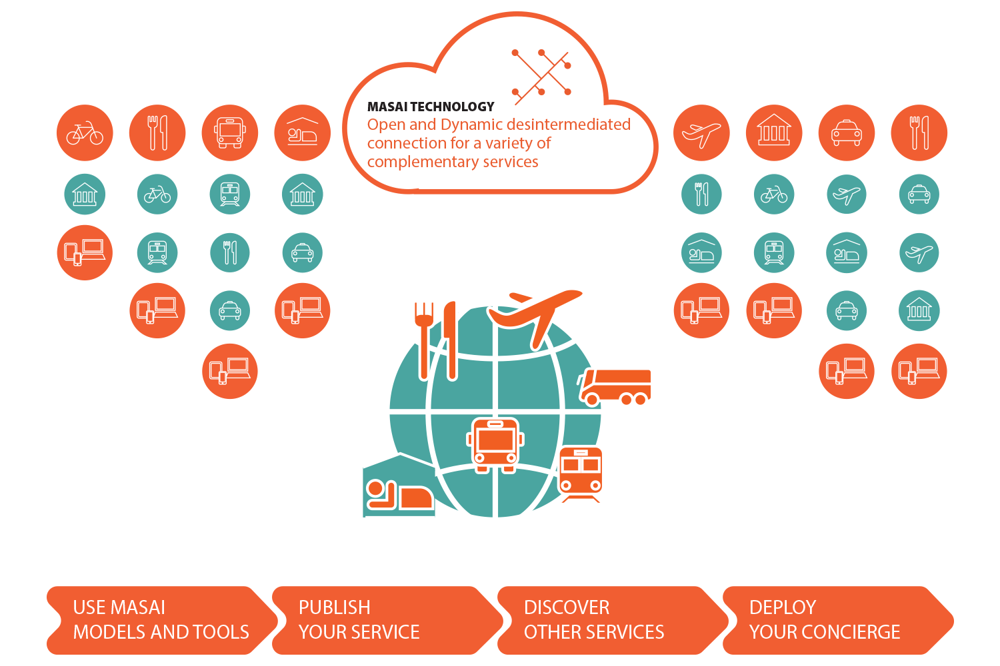 MASAI TECHNOLOGY
Open and Dynamic desintermediated
connection for a variety of
complementary services
USE MASAI
MODELS AND TOOLS
PUBLISH
YOUR SERVICE
DISCOVER
OTHER SERVICES
DEPLOY
YOUR CONCIERGE